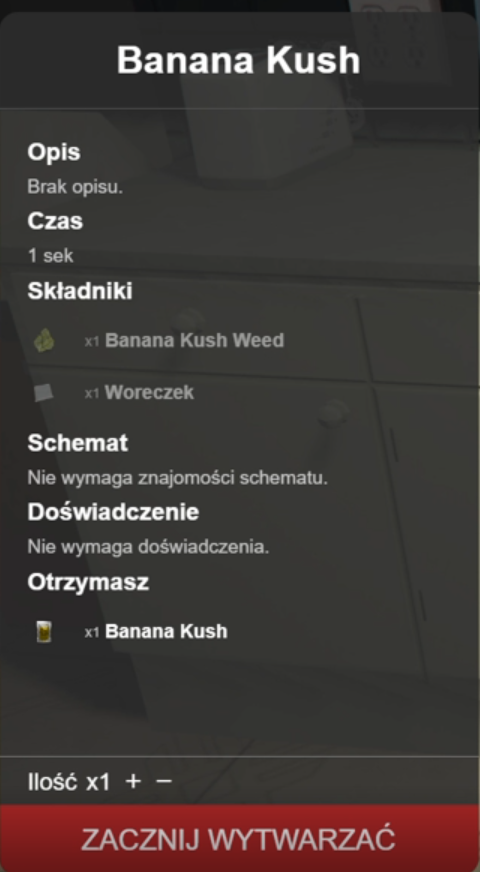 Banana Kush
Opis
Brak opisu.
Czas
1 sek
Składniki
x1 Banana Kush Weed
x1 Woreczek
Schemat
Nie wymaga znajomości schematu.
Doświadczenie
Nie wymaga doświadczenia.
Otrzymasz
x1 Banana Kush
Ilość x1 + −
ZACZNIJ WYTWARZAĆ